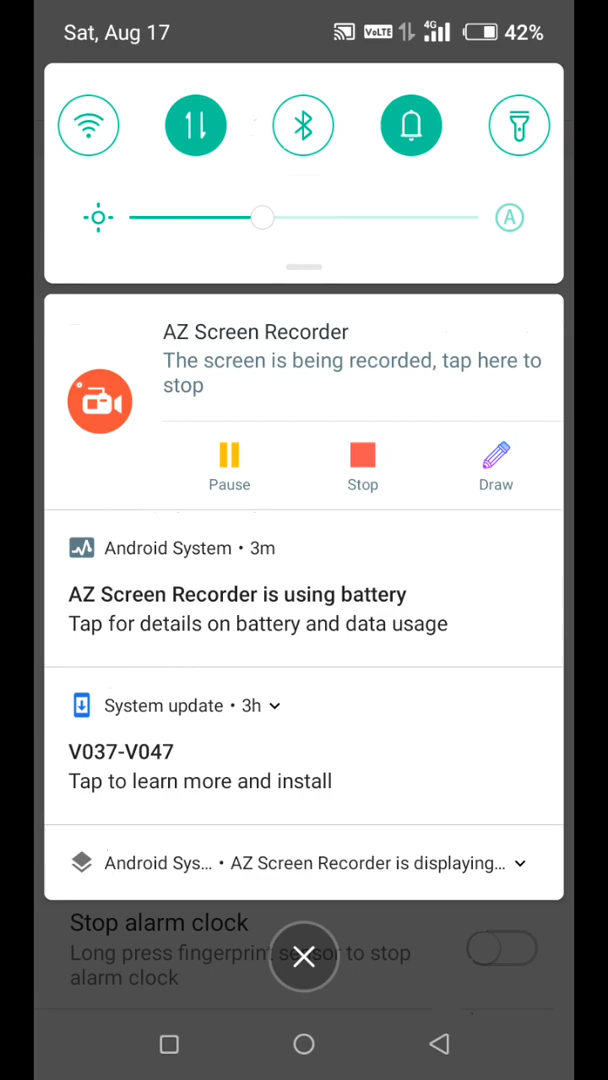 Sat, Aug 17
VoLTE 4G 42%
A
AZ Screen Recorder
The screen is being recorded, tap here to
stop
Pause Stop Draw
Android System • 3m
AZ Screen Recorder is using battery
Tap for details on battery and data usage
System update • 3h
V037-V047
Tap to learn more and install
Android Sys... • AZ Screen Recorder is displaying...
Stop alarm clock
Long press fingerprint sensor to stop
alarm clock